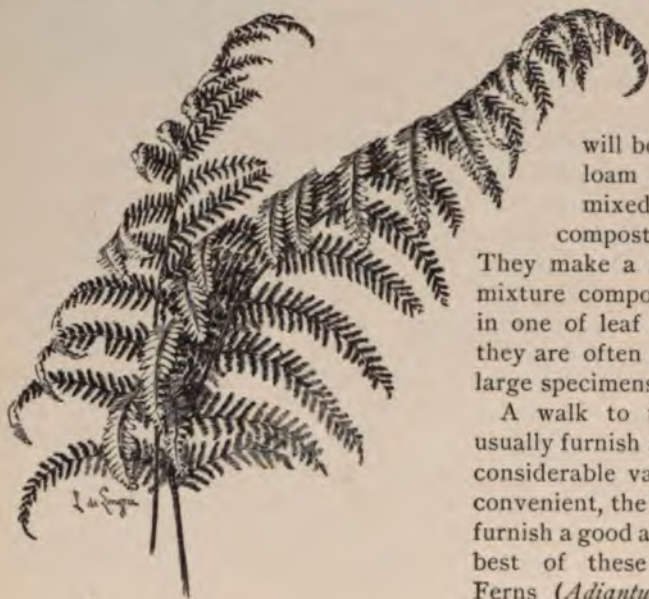 will be
loam
mixed
compost
They make a
mixture compo
in one of leaf
they are often
large specimens
A walk to
usually furnish
considerable va
convenient, the
furnish a good a
best of these
Ferns (Adiantu